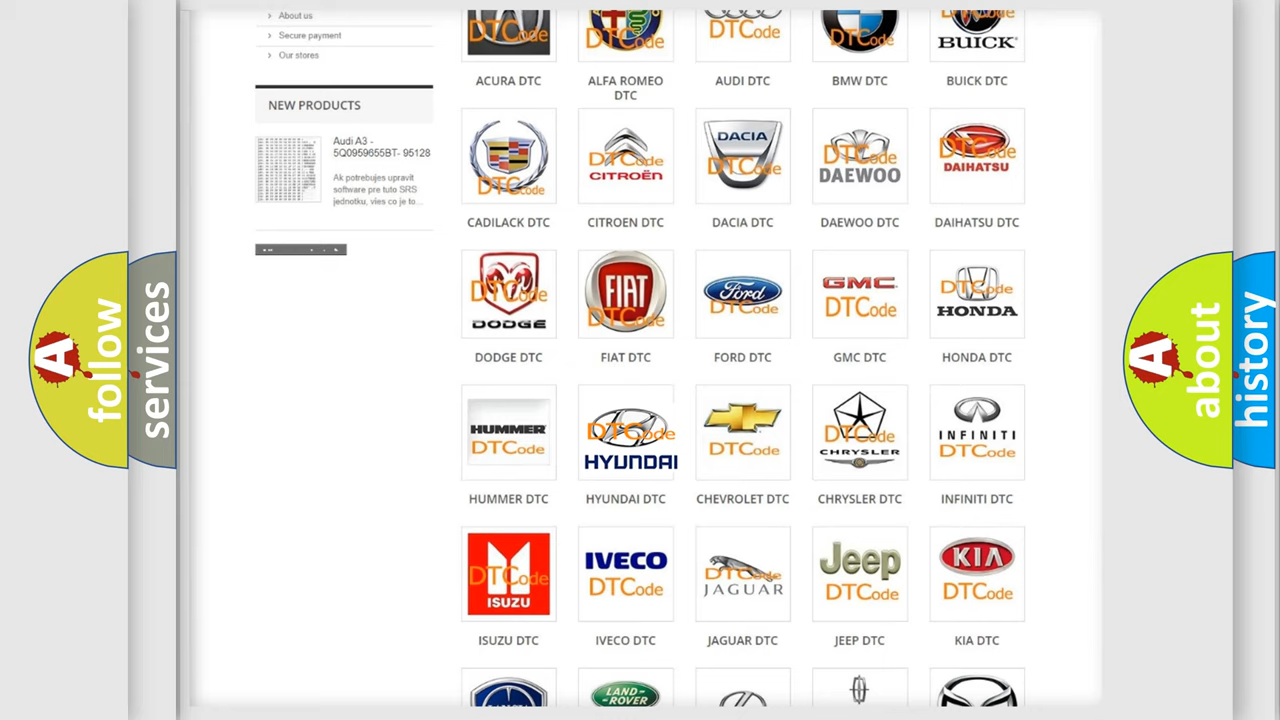 About us
Secure payment
Our stores
NEW PRODUCTS
Audi A3 -
5Q0959655BT- 95128
Ak potrebujes upravit
software pre tuto SRS
jednotku, vies co je to...
DTCode
DTCode
DTCode
DTCode
BUICK
ACURA DTC
ALFA ROMEO
DTC
AUDI DTC
BMW DTC
BUICK DTC
DTCode
DTCode
CITROËN
DACIA
DTCode
DTCode
DAEWOO
DTCode
DAIHATSU
CADILACK DTC
CITROEN DTC
DACIA DTC
DAEWOO DTC
DAIHATSU DTC
DTCode
DODGE
FIAT
DTCode
Ford
DTCode
GMC
DTCode
DTCode
HONDA
DODGE DTC
FIAT DTC
FORD DTC
GMC DTC
HONDA DTC
HUMMER
DTCode
DTCode
HYUNDAI
DTCode
DTCode
CHRYSLER
INFINITI
DTCode
HUMMER DTC
HYUNDAI DTC
CHEVROLET DTC
CHRYSLER DTC
INFINITI DTC
DTCode
ISUZU
IVECO
DTCode
DTCode
JAGUAR
Jeep
DTCode
KIA
DTCode
ISUZU DTC
IVECO DTC
JAGUAR DTC
JEEP DTC
KIA DTC
LAND-
ROVER
A
follow
services
A
about
history